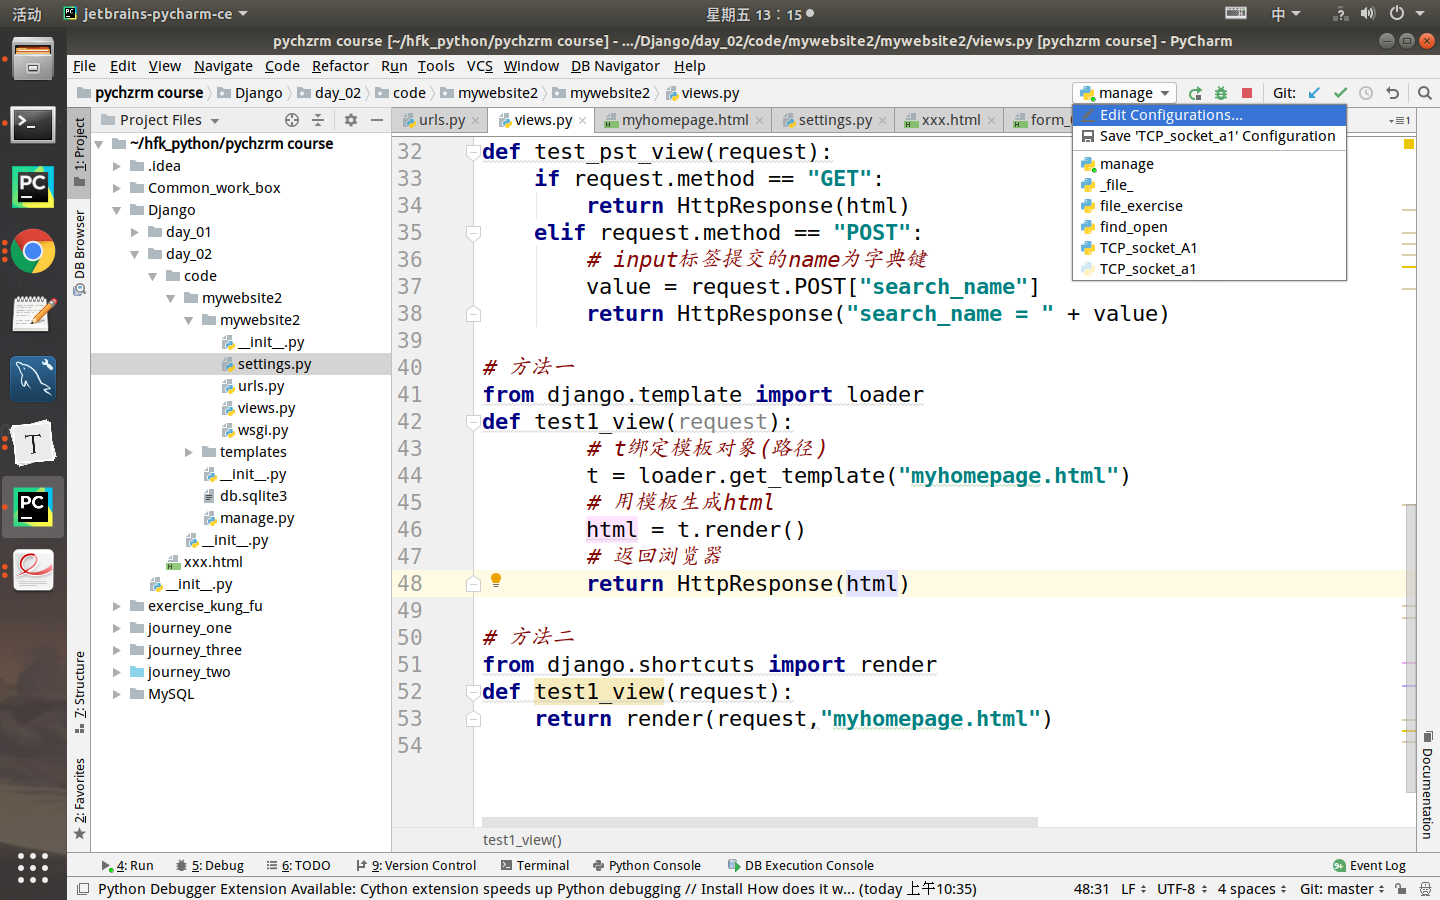 活动 jetbrains-pycharm-ce 星期五 13：15 中
pychzrm course [~/hfk_python/pychzrm course] - .../Django/day_02/code/mywebsite2/mywebsite2/views.py [pychzrm course] - PyCharm
File Edit View Navigate Code Refactor Run Tools VCS Window DB Navigator Help
pychzrm course Django day_02 code mywebsite2 mywebsite2 views.py manage Git:
Project Files urls.py views.py myhomepage.html settings.py xxx.html form_ 1
Edit Configurations...
Save 'TCP_socket_a1' Configuration
manage
_file_
file_exercise
find_open
TCP_socket_A1
TCP_socket_a1
1: Project
DB Browser
7: Structure
2: Favorites
~/hfk_python/pychzrm course
.idea
Common_work_box
Django
day_01
day_02
code
mywebsite2
mywebsite2
__init__.py
settings.py
urls.py
views.py
wsgi.py
templates
__init__.py
db.sqlite3
manage.py
__init__.py
xxx.html
__init__.py
exercise_kung_fu
journey_one
journey_three
journey_two
MySQL
32 def test_pst_view(request):
33 if request.method == "GET":
34 return HttpResponse(html)
35 elif request.method == "POST":
36 # input标签提交的name为字典键
37 value = request.POST["search_name"]
38 return HttpResponse("search_name = " + value)
39
40 # 方法一
41 from django.template import loader
42 def test1_view(request):
43 # t绑定模板对象(路径)
44 t = loader.get_template("myhomepage.html")
45 # 用模板生成html
46 html = t.render()
47 # 返回浏览器
48 return HttpResponse(html)
49
50 # 方法二
51 from django.shortcuts import render
52 def test1_view(request):
53 return render(request,"myhomepage.html")
54
test1_view()
Documentation
4: Run 5: Debug 6: TODO 9: Version Control Terminal Python Console DB Execution Console Event Log
Python Debugger Extension Available: Cython extension speeds up Python debugging // Install How does it w... (today 上午10:35) 48:31 LF UTF-8 4 spaces Git: master